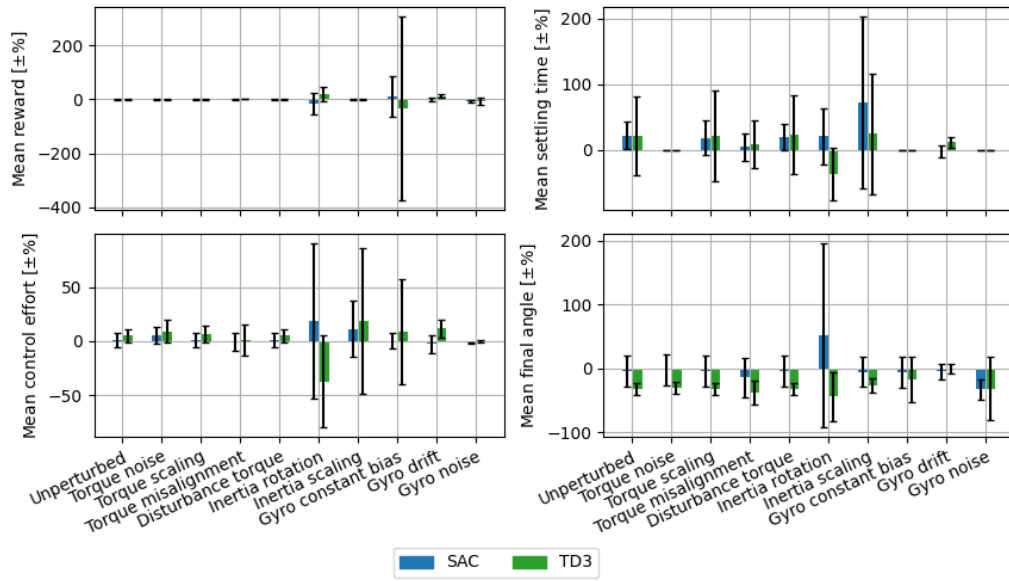 Mean reward [±%]
200
0
−200
−400
Mean settling time [±%]
200
100
0
Mean control effort [±%]
50
0
−50
Mean final angle [±%]
200
100
0
−100
Unperturbed
Torque noise
Torque scaling
Torque misalignment
Disturbance torque
Inertia rotation
Inertia scaling
Gyro constant bias
Gyro drift
Gyro noise
Unperturbed
Torque noise
Torque scaling
Torque misalignment
Disturbance torque
Inertia rotation
Inertia scaling
Gyro constant bias
Gyro drift
Gyro noise
SAC
TD3